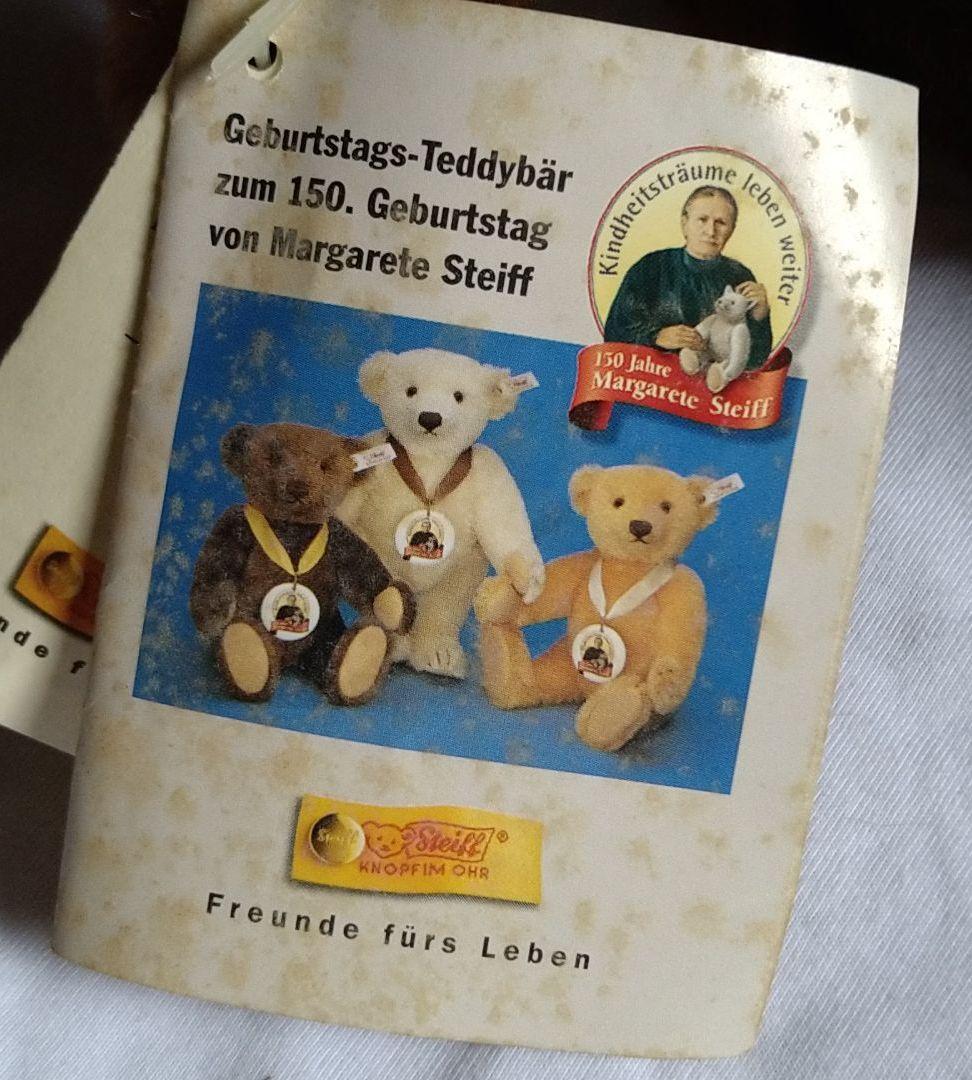 Geburtstags-Teddybär
zum 150. Geburtstag
von Margarete Steiff
Kindheitsträume leben weiter
150 Jahre
Margarete Steiff
Steiff®
KNOPF IM OHR
Freunde fürs Leben